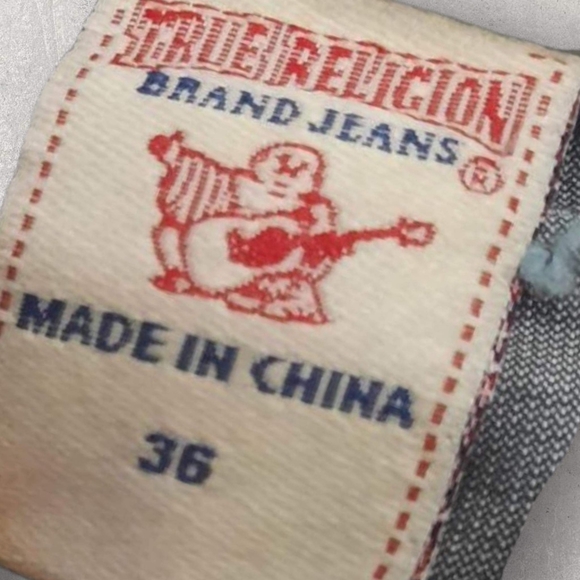 TRUE RELIGION
BRAND JEANS ®
MADE IN CHINA
36